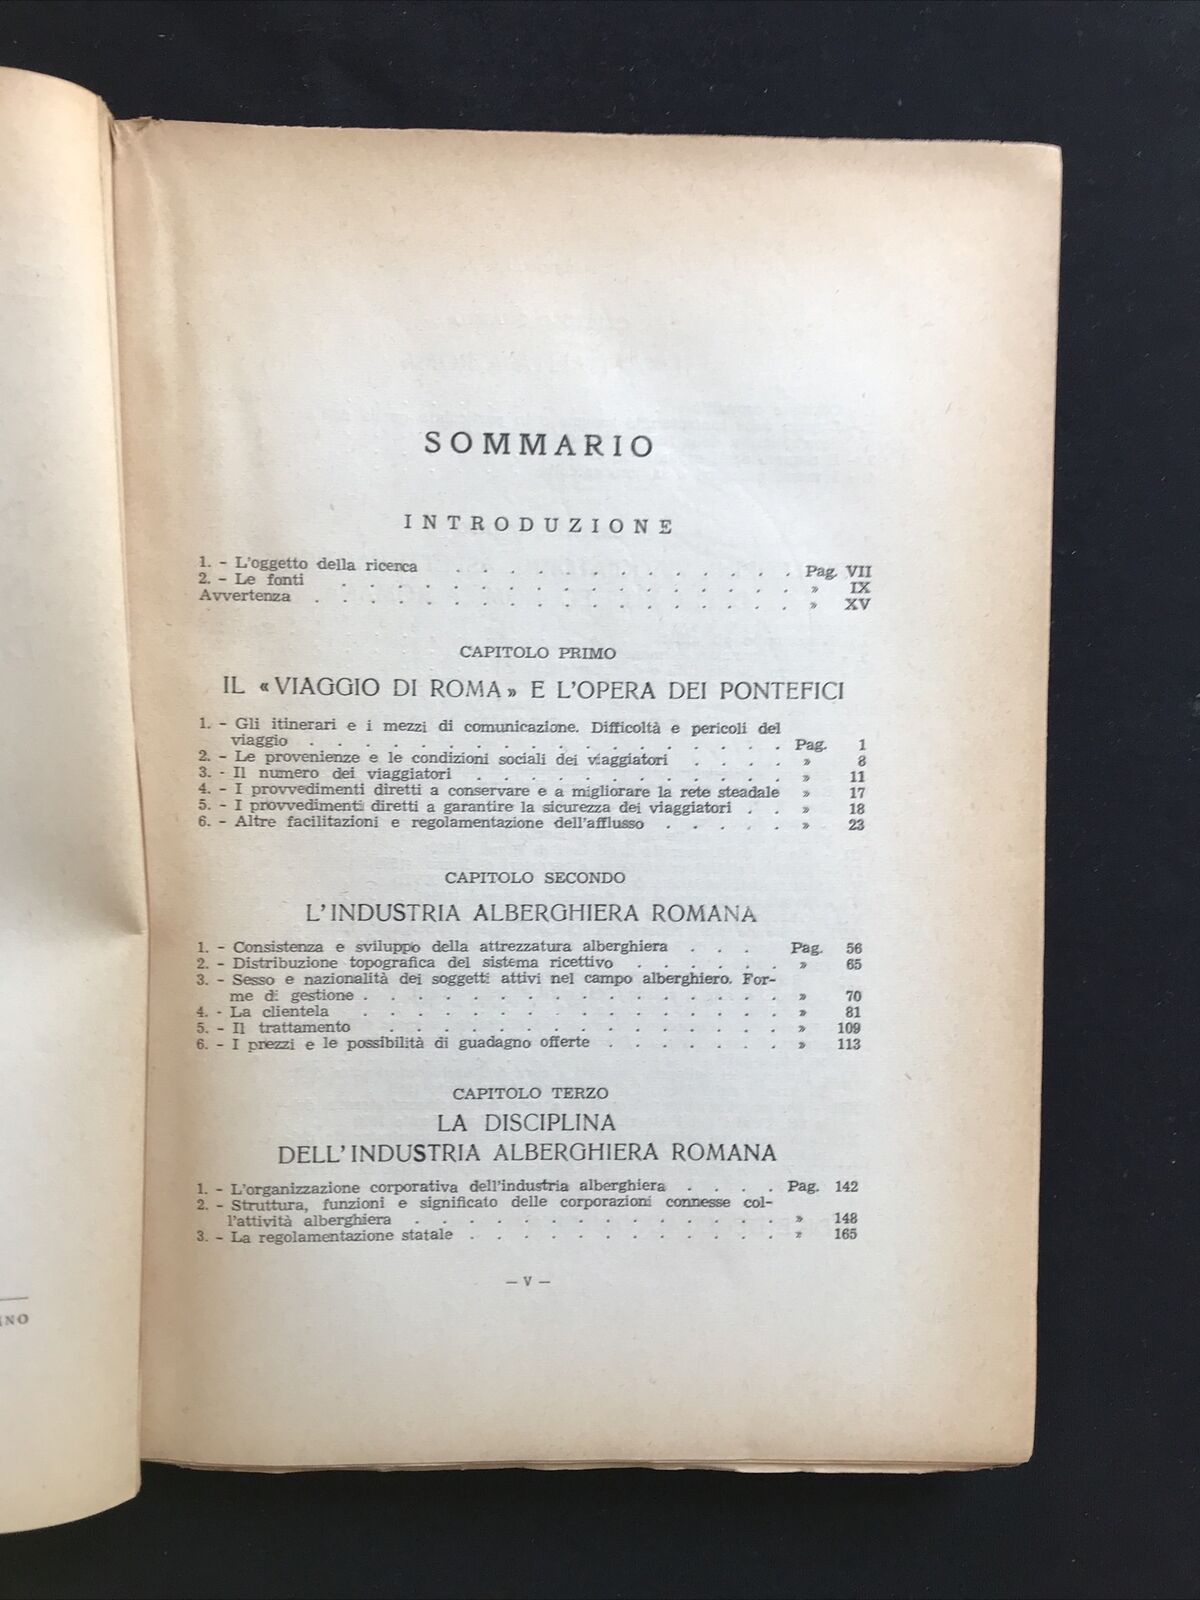 SOMMARIO
INTRODUZIONE
1. - L'oggetto della ricerca . . . . . . . . . . . . . Pag. VII
2. - Le fonti . . . . . . . . . . . . . . . . » IX
Avvertenza . . . . . . . . . . . . . . . . . . » XV
CAPITOLO PRIMO
IL « VIAGGIO DI ROMA » E L'OPERA DEI PONTEFICI
1. - Gli itinerari e i mezzi di comunicazione. Difficoltà e pericoli del
viaggio . . . . . . . . . . . . . . . . . Pag. 1
2. - Le provenienze e le condizioni sociali dei viaggiatori . . . . » 8
3. - Il numero dei viaggiatori . . . . . . . . . . . . » 11
4. - I provvedimenti diretti a conservare e a migliorare la rete steadale » 17
5. - I provvedimenti diretti a garantire la sicurezza dei viaggiatori . . » 18
6. - Altre facilitazioni e regolamentazione dell'afflusso . . . . . » 23
CAPITOLO SECONDO
L'INDUSTRIA ALBERGHIERA ROMANA
1. - Consistenza e sviluppo della attrezzatura alberghiera . . . Pag. 56
2. - Distribuzione topografica del sistema ricettivo . . . . . . » 65
3. - Sesso e nazionalità dei soggetti attivi nel campo alberghiero. For-
me di gestione . . . . . . . . . . . . . . . . » 70
4. - La clientela . . . . . . . . . . . . . . . . » 81
5. - Il trattamento . . . . . . . . . . . . . . . » 109
6. - I prezzi e le possibilità di guadagno offerte . . . . . . . » 113
CAPITOLO TERZO
LA DISCIPLINA
DELL'INDUSTRIA ALBERGHIERA ROMANA
1. - L'organizzazione corporativa dell'industria alberghiera . . . . Pag. 142
2. - Struttura, funzioni e significato delle corporazioni connesse col-
l'attività alberghiera . . . . . . . . . . . . . . » 148
3. - La regolamentazione statale . . . . . . . . . . . . » 165
— V —
INO